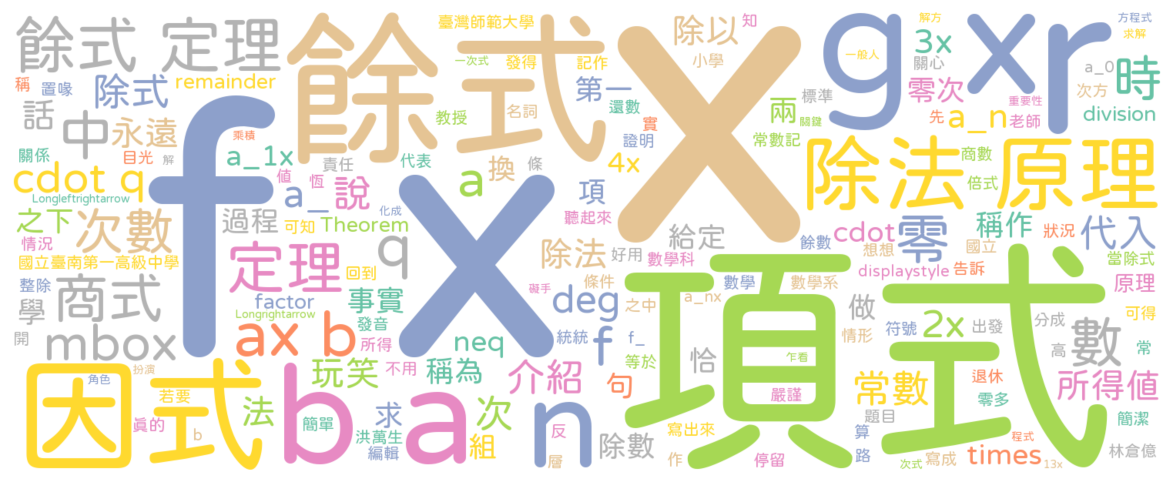 餘式 定理
餘式
x
除以
g
x
r
f
x
項式
除法 原理
因式
b
a
n
臺灣師範大學
知
小學
解方
方程式
求解
一次式
發得
記作
一般人
3x
關心
a_0
時
稱
置喙
除式
remainder
名詞
教授
第一
還數
實
證明
兩
標準
關鍵
常數記
零次
次方
重要性
先
a_n
老師
division
話
中
永遠
乘積
目光
解
關係
a_1x
責任
值
恆
代表
換
條
4x
商數
倍式
cdot q
Longleftrightarrow
a_
說
a
項
聽起來
之下
次數
過程
可知
Theorem
化成
情況
國立臺南第一高級中學
定理
回到
q
除法
好用
給定
數學科
餘數
想想
cdot
零
稱作
國立
狀況
代入
當除式
整除
商式
factor
事實
礙手
條件
之中
數學
數學系
displaystyle
告訴
原理
學
Longrightarrow
發音
deg
a_nx
做
可得
開
mbox
ax b
所得
neq
統統
f
f_
等於
恰
情形
符號
2x
出發
分成
高
數
常
角色
扮演
玩笑
不用
稱為
介紹
句
乍看
嚴謹
常數
退休
零多
所得值
若要
法
簡單
求
次
題目
簡潔
真的
b
洪萬生
編輯
組
反
層
除數
寫出來
作
停留
算
路
寫成
次式
times
程式
13x
林倉億